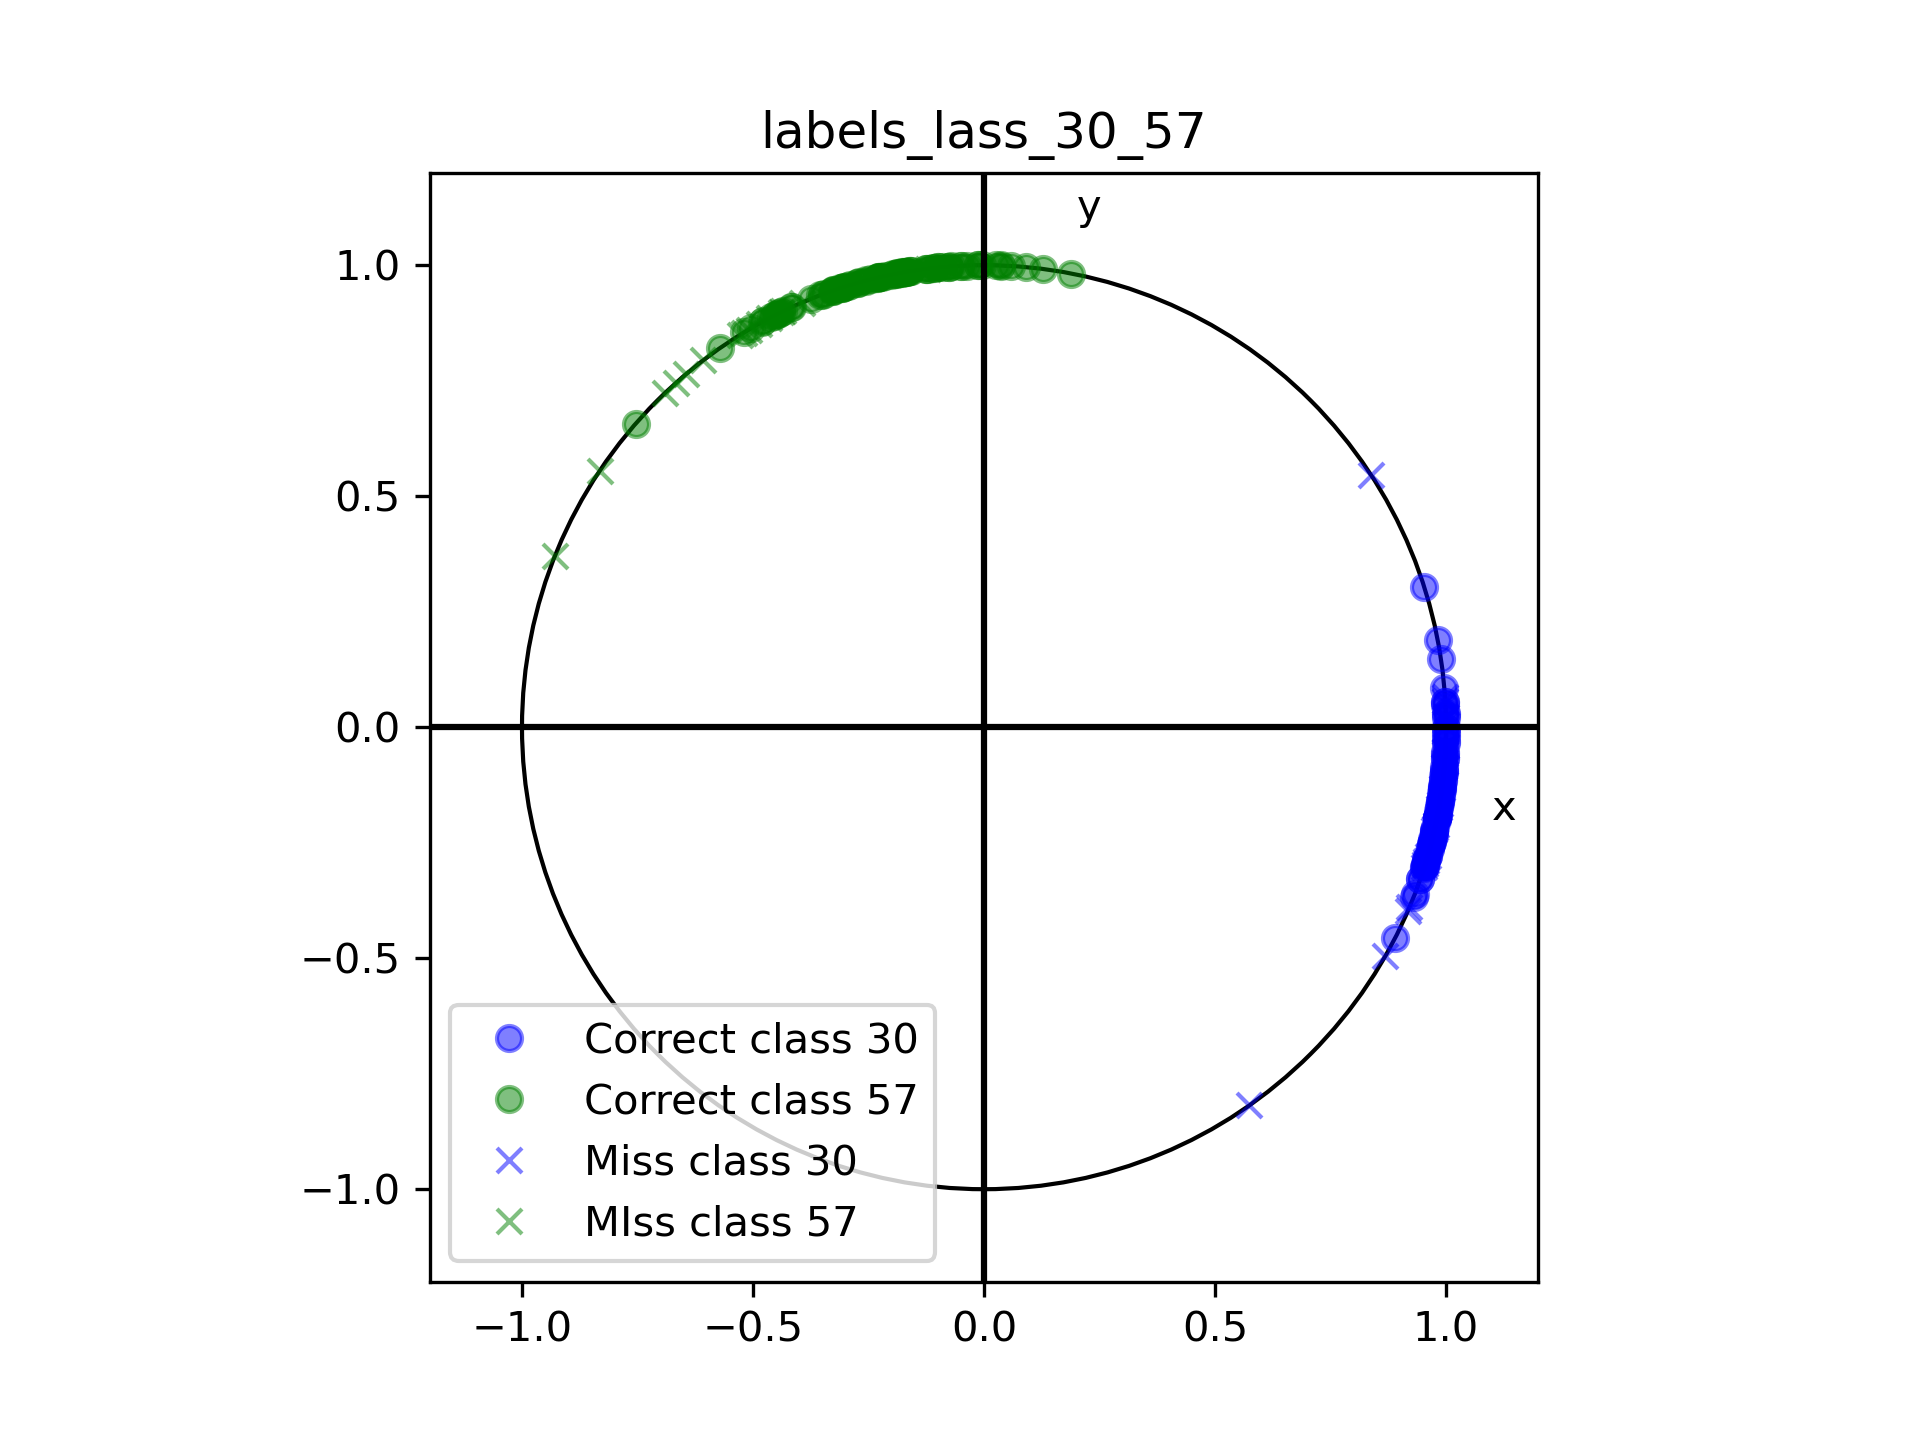 labels_lass_30_57
y
1.0
0.5
0.0
x
−0.5
−1.0
Correct class 30
Correct class 57
Miss class 30
MIss class 57
−1.0 −0.5 0.0 0.5 1.0